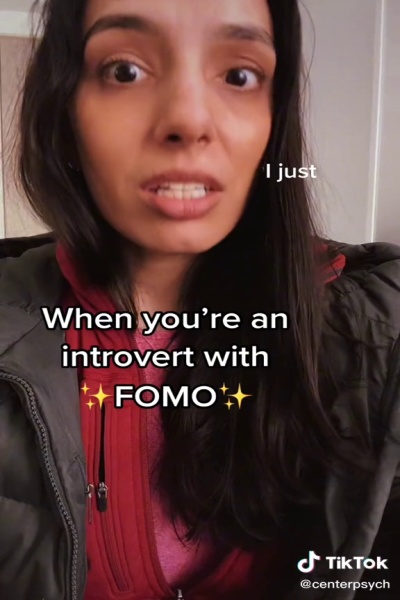 I just
When you're an
introvert with
✨FOMO✨
TikTok
@centerpsych